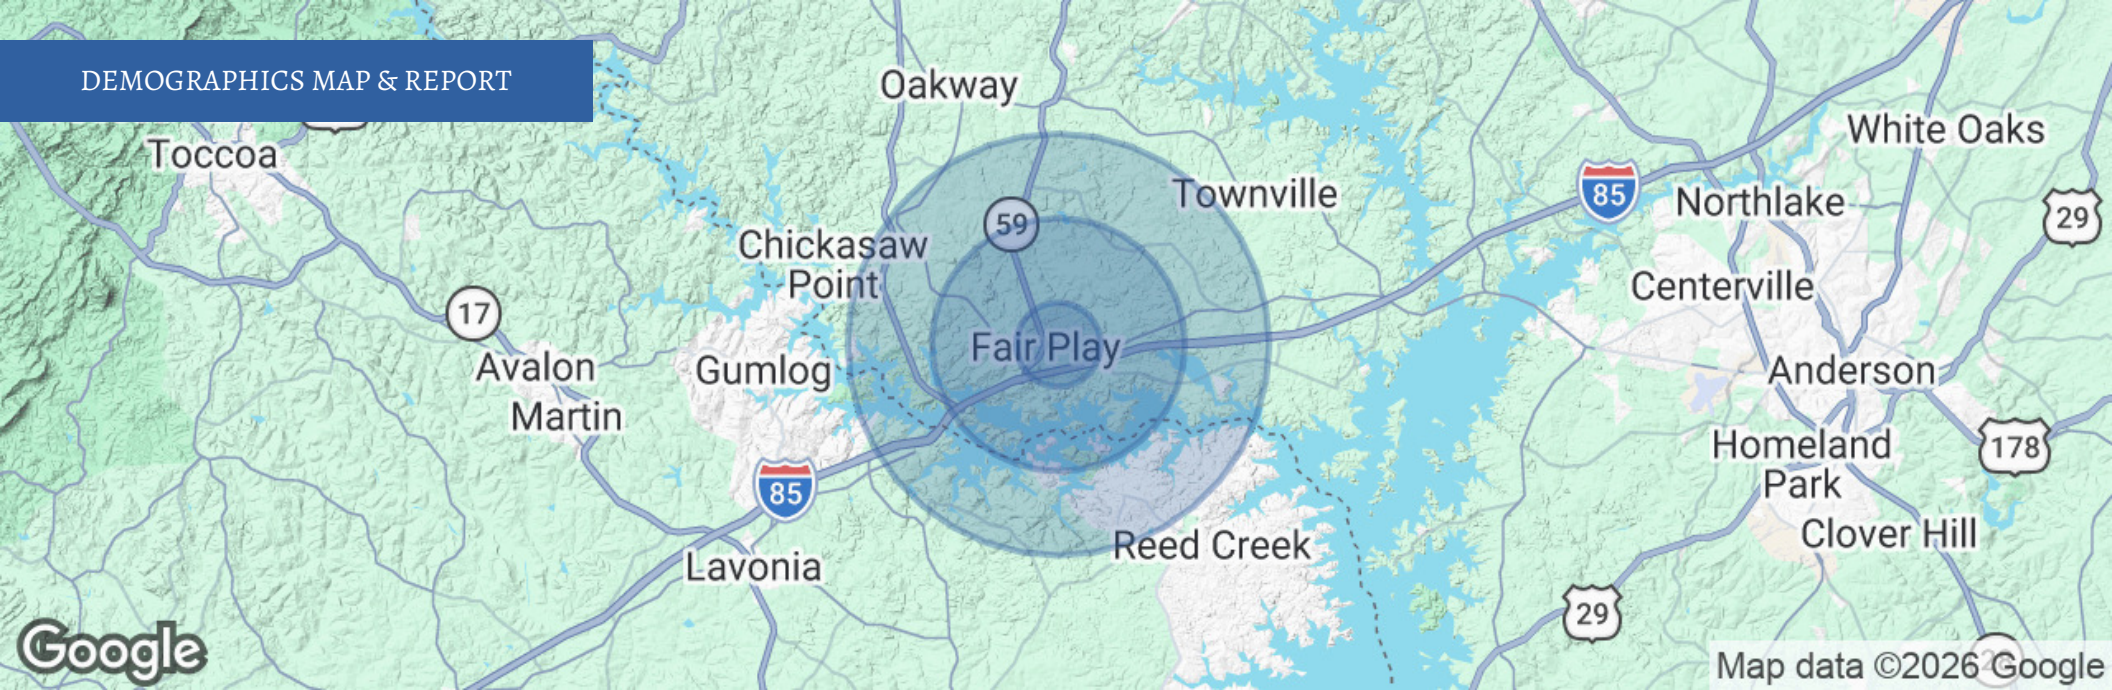 DEMOGRAPHICS MAP & REPORT
Oakway
White Oaks
Toccoa
Townville
85
Northlake
29
59
Chickasaw
Point
Centerville
17
Fair Play
Avalon
Gumlog
Anderson
Martin
Homeland
Park
178
85
Reed Creek
Clover Hill
Lavonia
29
Google
Map data ©2026 Google